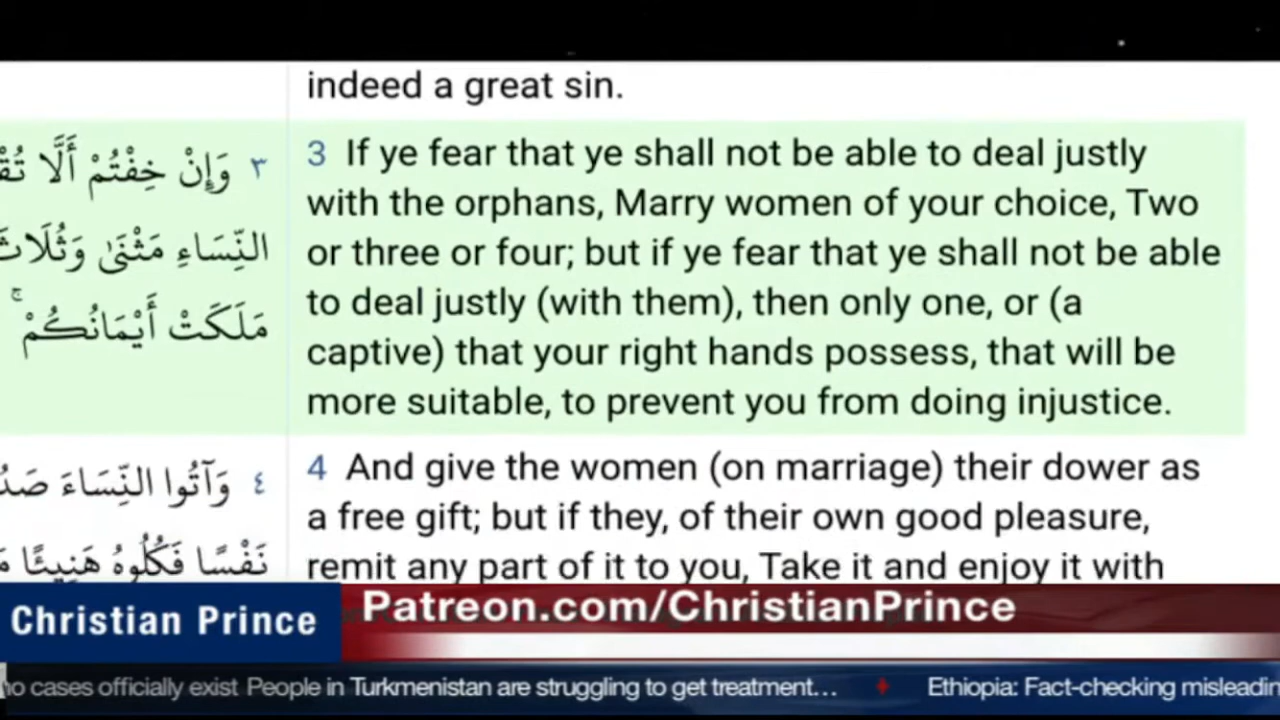 indeed a great sin.
٣ وَإِنْ خِفْتُمْ أَلَّا
النِّسَاءِ مَثْنَىٰ وَثُلَاثَ
مَلَكَتْ أَيْمَانُكُمْ ۚ
3 If ye fear that ye shall not be able to deal justly
with the orphans, Marry women of your choice, Two
or three or four; but if ye fear that ye shall not be able
to deal justly (with them), then only one, or (a
captive) that your right hands possess, that will be
more suitable, to prevent you from doing injustice.
٤ وَآتُوا النِّسَاءَ
نَفْسًا فَكُلُوهُ هَنِيئًا
4 And give the women (on marriage) their dower as
a free gift; but if they, of their own good pleasure,
remit any part of it to you, Take it and enjoy it with
Christian Prince
Patreon.com/ChristianPrince
no cases officially exist People in Turkmenistan are struggling to get treatment... Ethiopia: Fact-checking